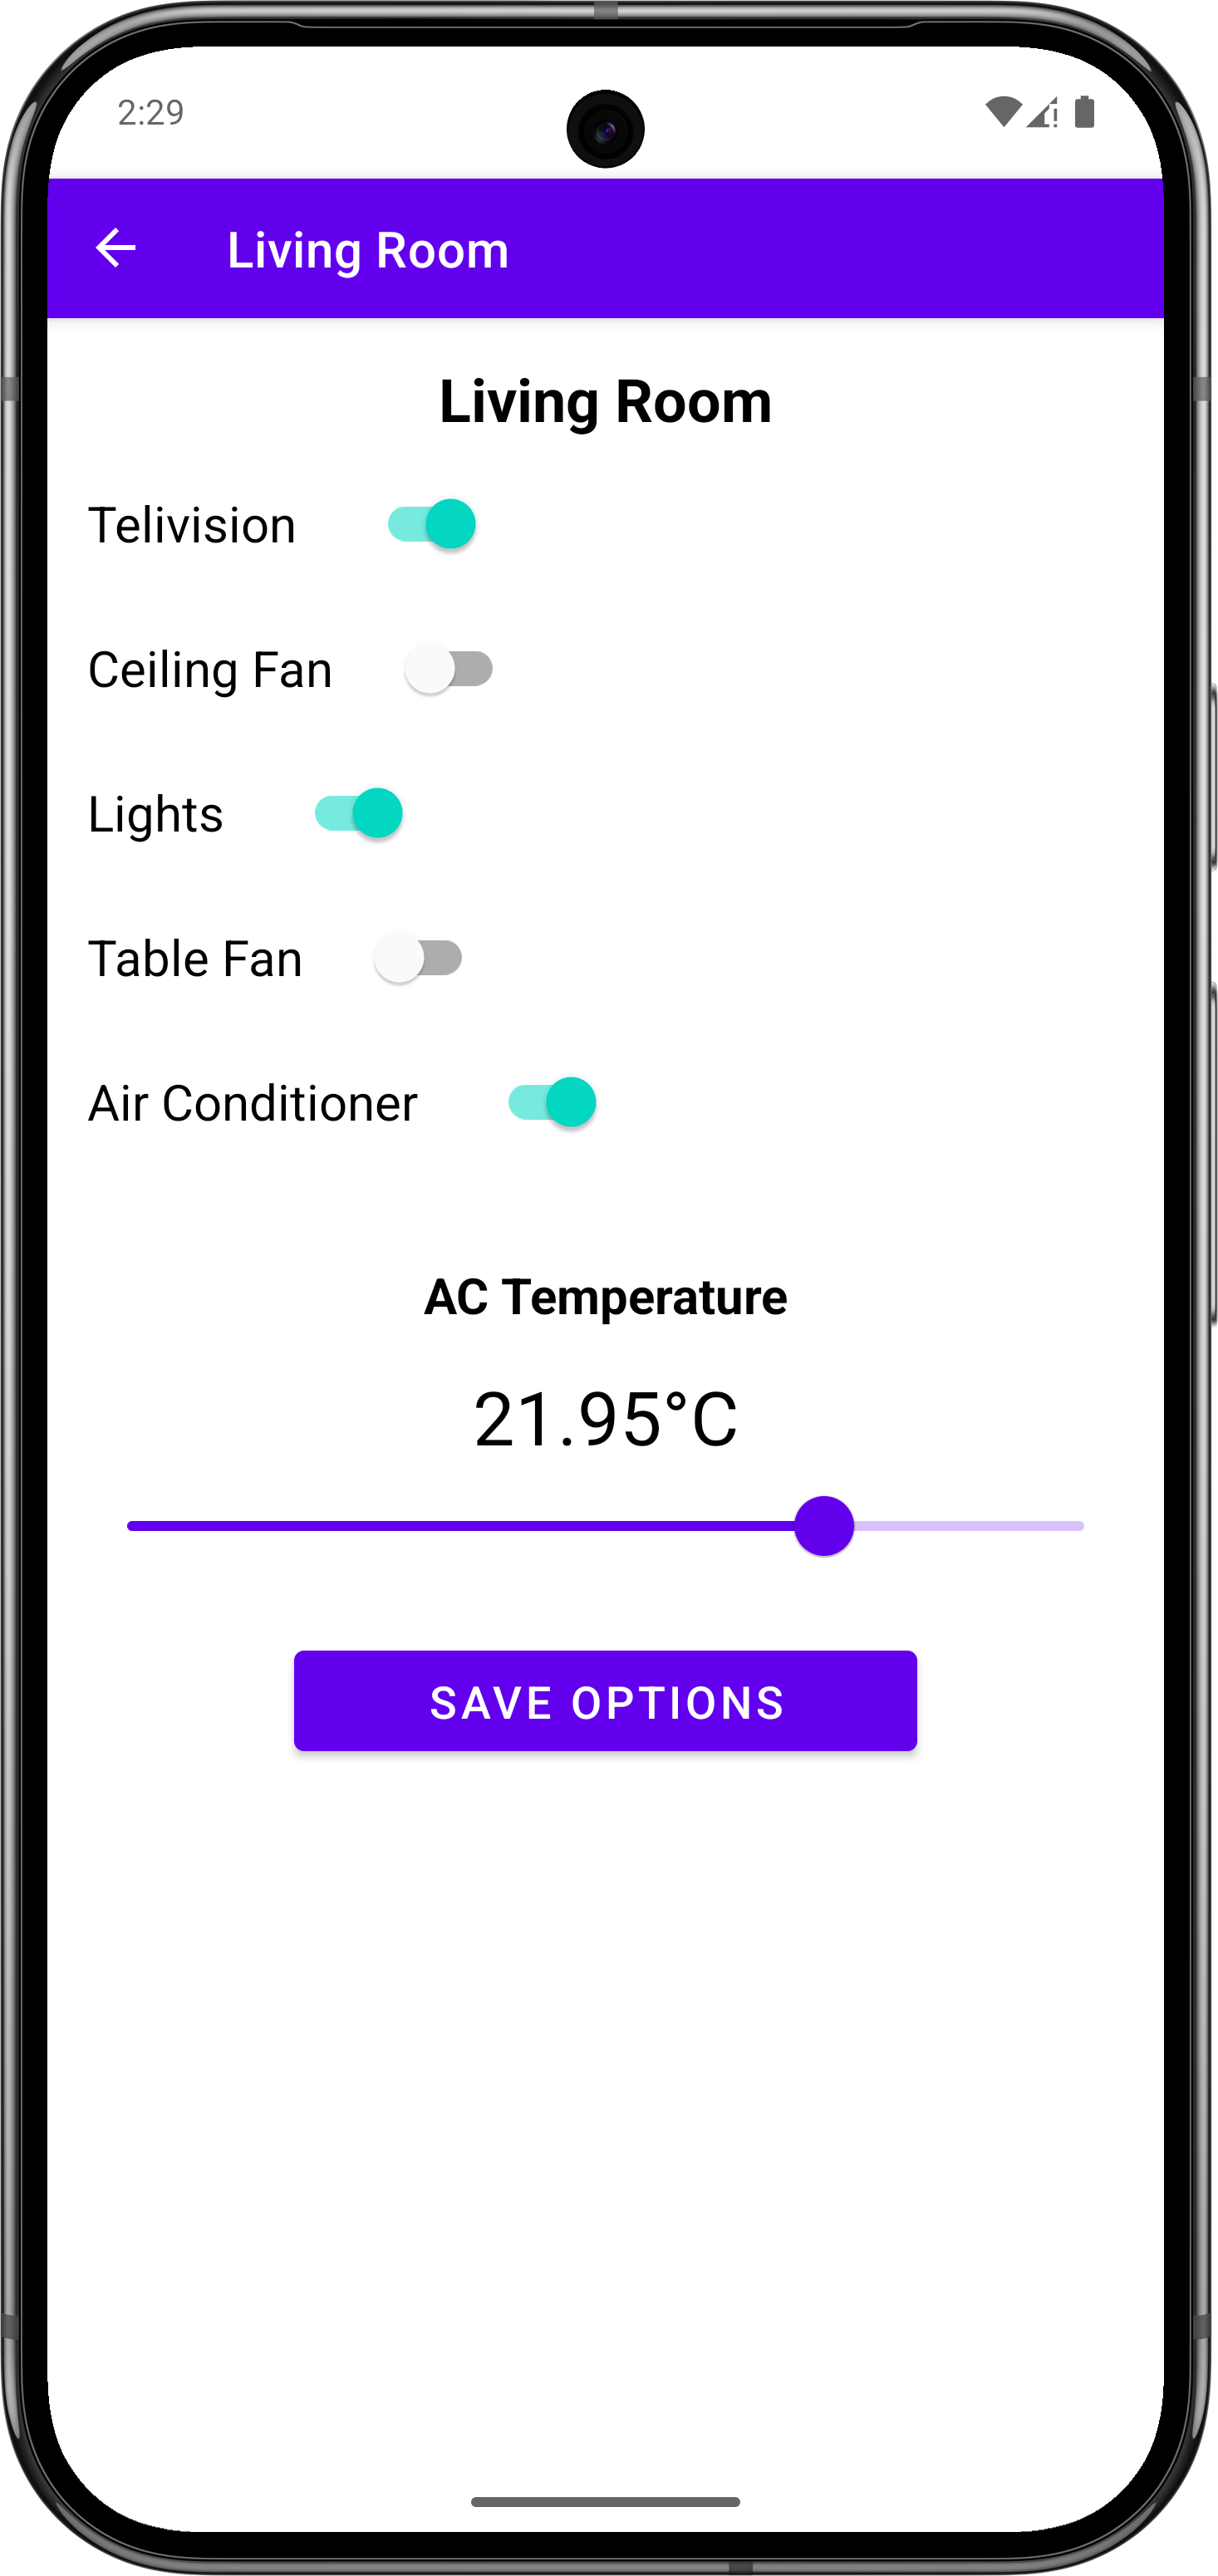 2:29
Living Room
Living Room
Telivision
Ceiling Fan
Lights
Table Fan
Air Conditioner
AC Temperature
21.95°C
SAVE OPTIONS